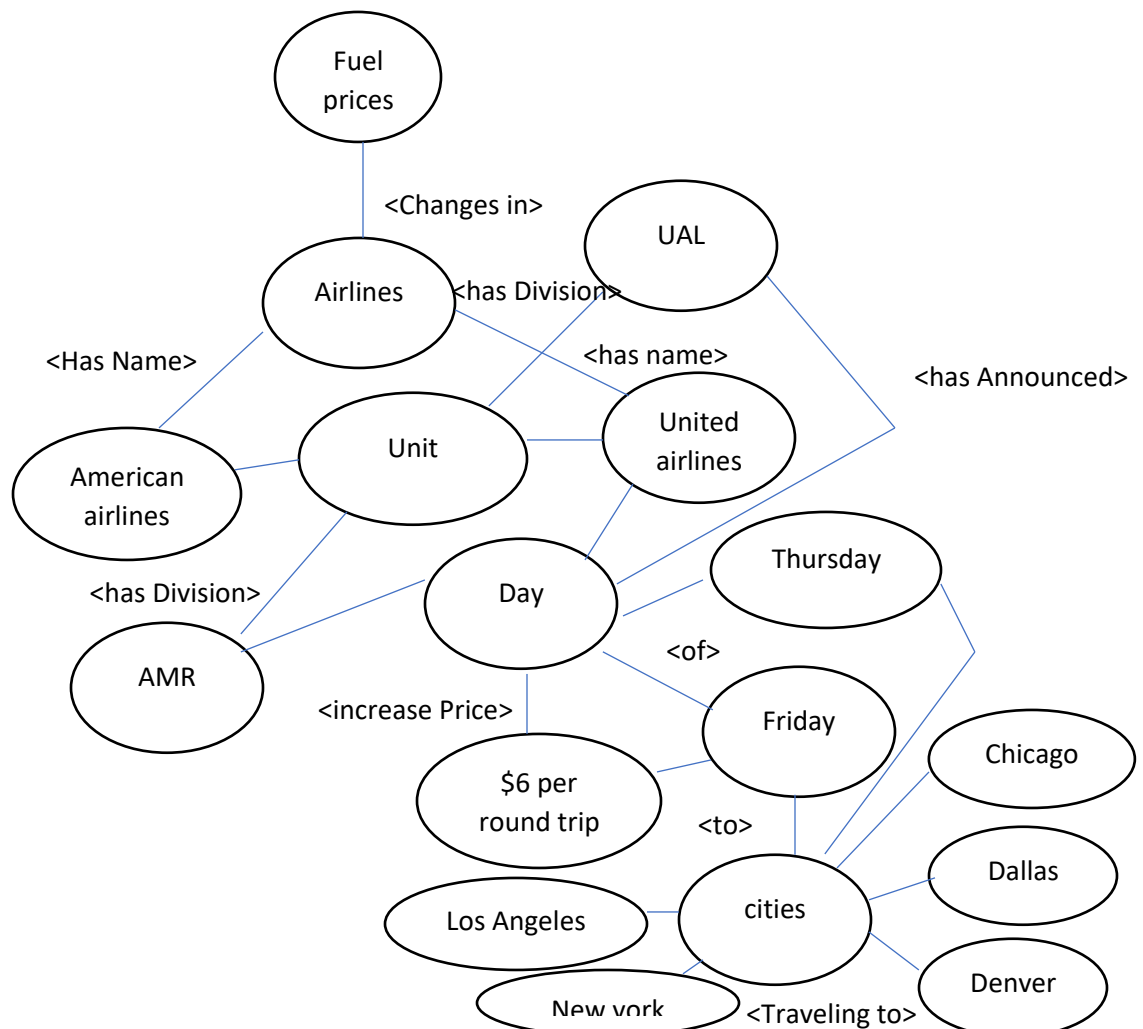 Fuel
prices
<Changes in>
UAL
Airlines
<has Division>
<Has Name>
<has name>
<has Announced>
Unit
United
airlines
American
airlines
Thursday
<has Division>
Day
<of>
AMR
<increase Price>
Friday
Chicago
$6 per
round trip
<to>
Dallas
cities
Los Angeles
Denver
New york
<Traveling to>